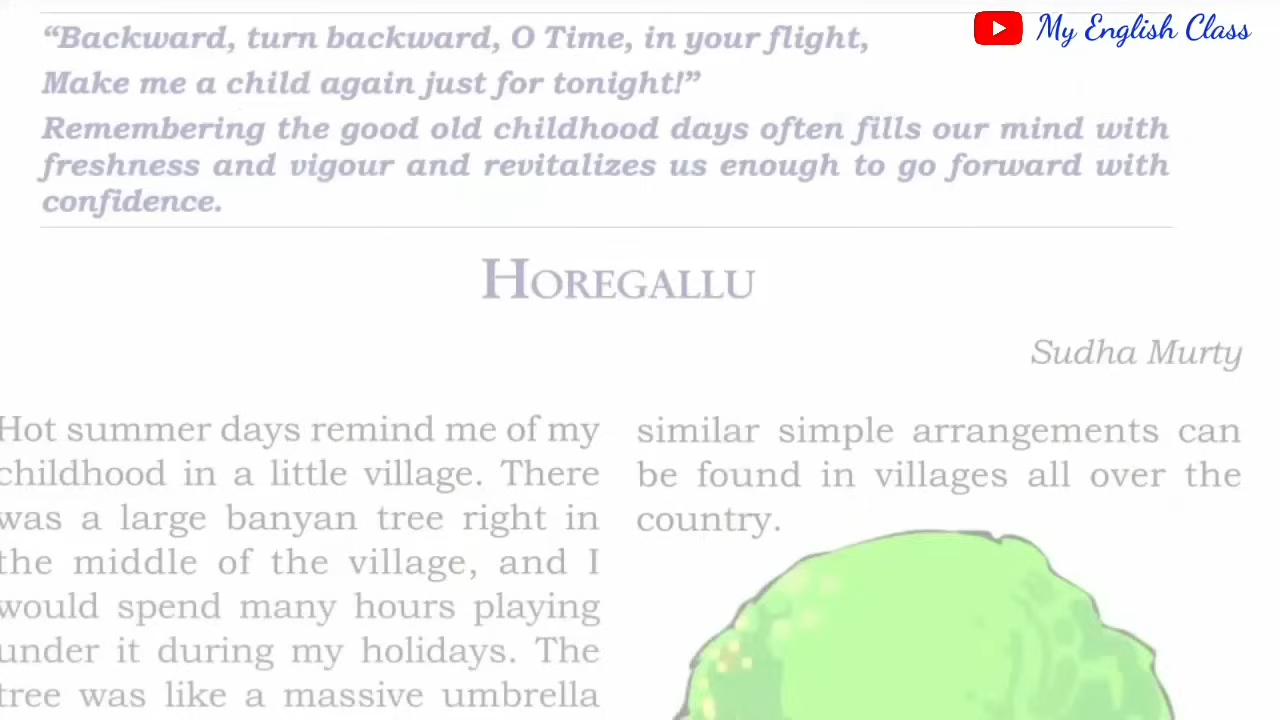 My English Class
“Backward, turn backward, O Time, in your flight,
Make me a child again just for tonight!”
Remembering the good old childhood days often fills our mind with
freshness and vigour and revitalizes us enough to go forward with
confidence.
HOREGALLU
Sudha Murty
Hot summer days remind me of my
childhood in a little village. There
was a large banyan tree right in
the middle of the village, and I
would spend many hours playing
under it during my holidays. The
tree was like a massive umbrella
similar simple arrangements can
be found in villages all over the
country.